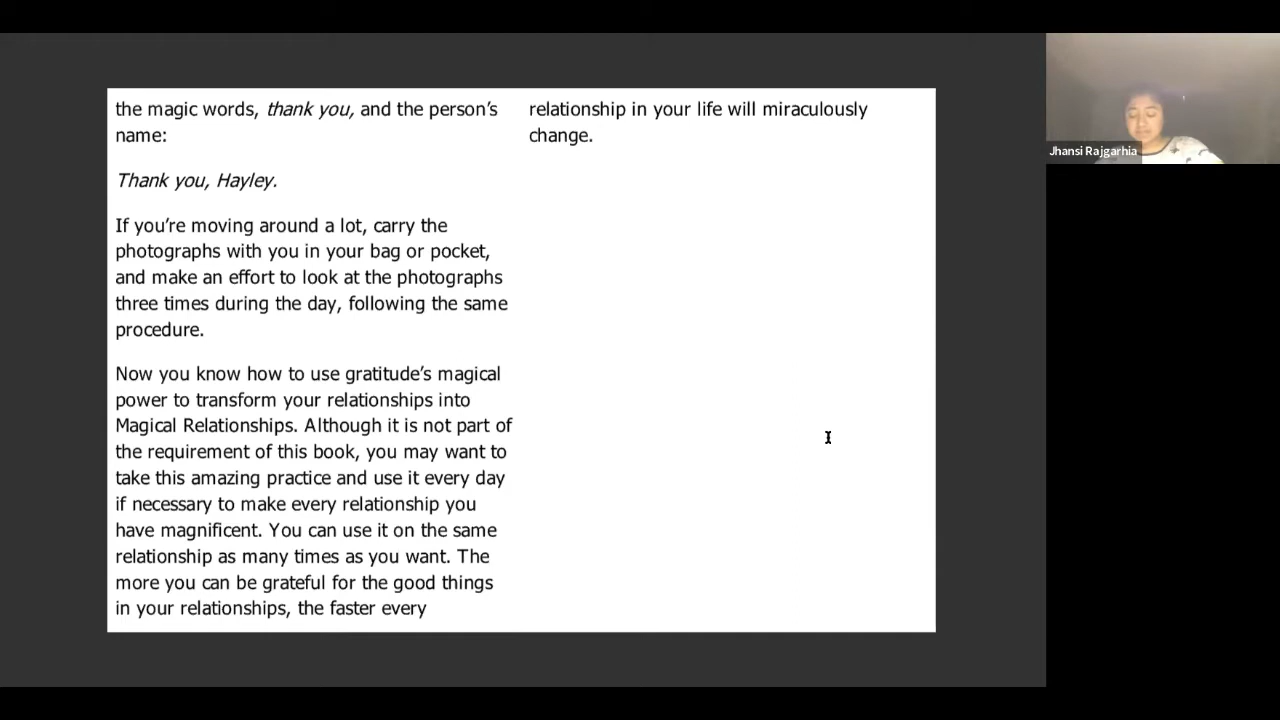 the magic words, thank you, and the person's
name:
Thank you, Hayley.
If you're moving around a lot, carry the
photographs with you in your bag or pocket,
and make an effort to look at the photographs
three times during the day, following the same
procedure.
Now you know how to use gratitude's magical
power to transform your relationships into
Magical Relationships. Although it is not part of
the requirement of this book, you may want to
take this amazing practice and use it every day
if necessary to make every relationship you
have magnificent. You can use it on the same
relationship as many times as you want. The
more you can be grateful for the good things
in your relationships, the faster every
relationship in your life will miraculously
change.
Jhansi Rajgarhia